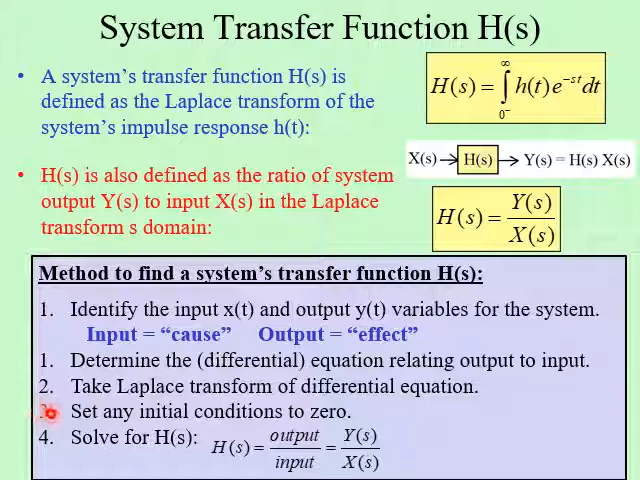 System Transfer Function H(s)
• A system's transfer function H(s) is
defined as the Laplace transform of the
system's impulse response h(t):
H(s) = ∫_{0⁻}^{∞} h(t) e^{−st} dt
• H(s) is also defined as the ratio of system
output Y(s) to input X(s) in the Laplace
transform s domain:
X(s) → H(s) → Y(s) = H(s) X(s)
H(s) = Y(s) / X(s)
Method to find a system's transfer function H(s):
1. Identify the input x(t) and output y(t) variables for the system.
Input = “cause” Output = “effect”
1. Determine the (differential) equation relating output to input.
2. Take Laplace transform of differential equation.
3. Set any initial conditions to zero.
4. Solve for H(s): H(s) = output / input = Y(s) / X(s)